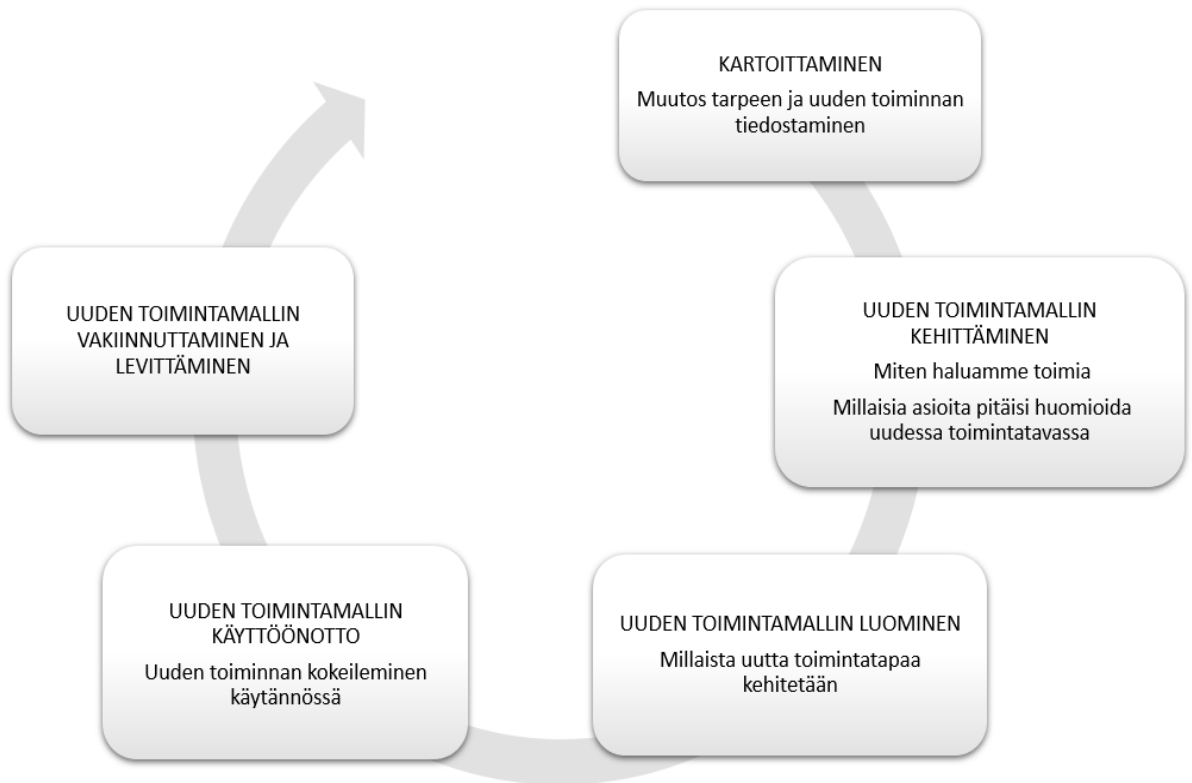 KARTOITTAMINEN
Muutos tarpeen ja uuden toiminnan
tiedostaminen
UUDEN TOIMINTAMALLIN
KEHITTÄMINEN
Miten haluamme toimia
Millaisia asioita pitäisi huomioida
uudessa toimintatavassa
UUDEN TOIMINTAMALLIN LUOMINEN
Millaista uutta toimintatapaa
kehitetään
UUDEN TOIMINTAMALLIN
KÄYTTÖÖNOTTO
Uuden toiminnan kokeileminen
käytännössä
UUDEN TOIMINTAMALLIN
VAKIINNUTTAMINEN JA
LEVITTÄMINEN